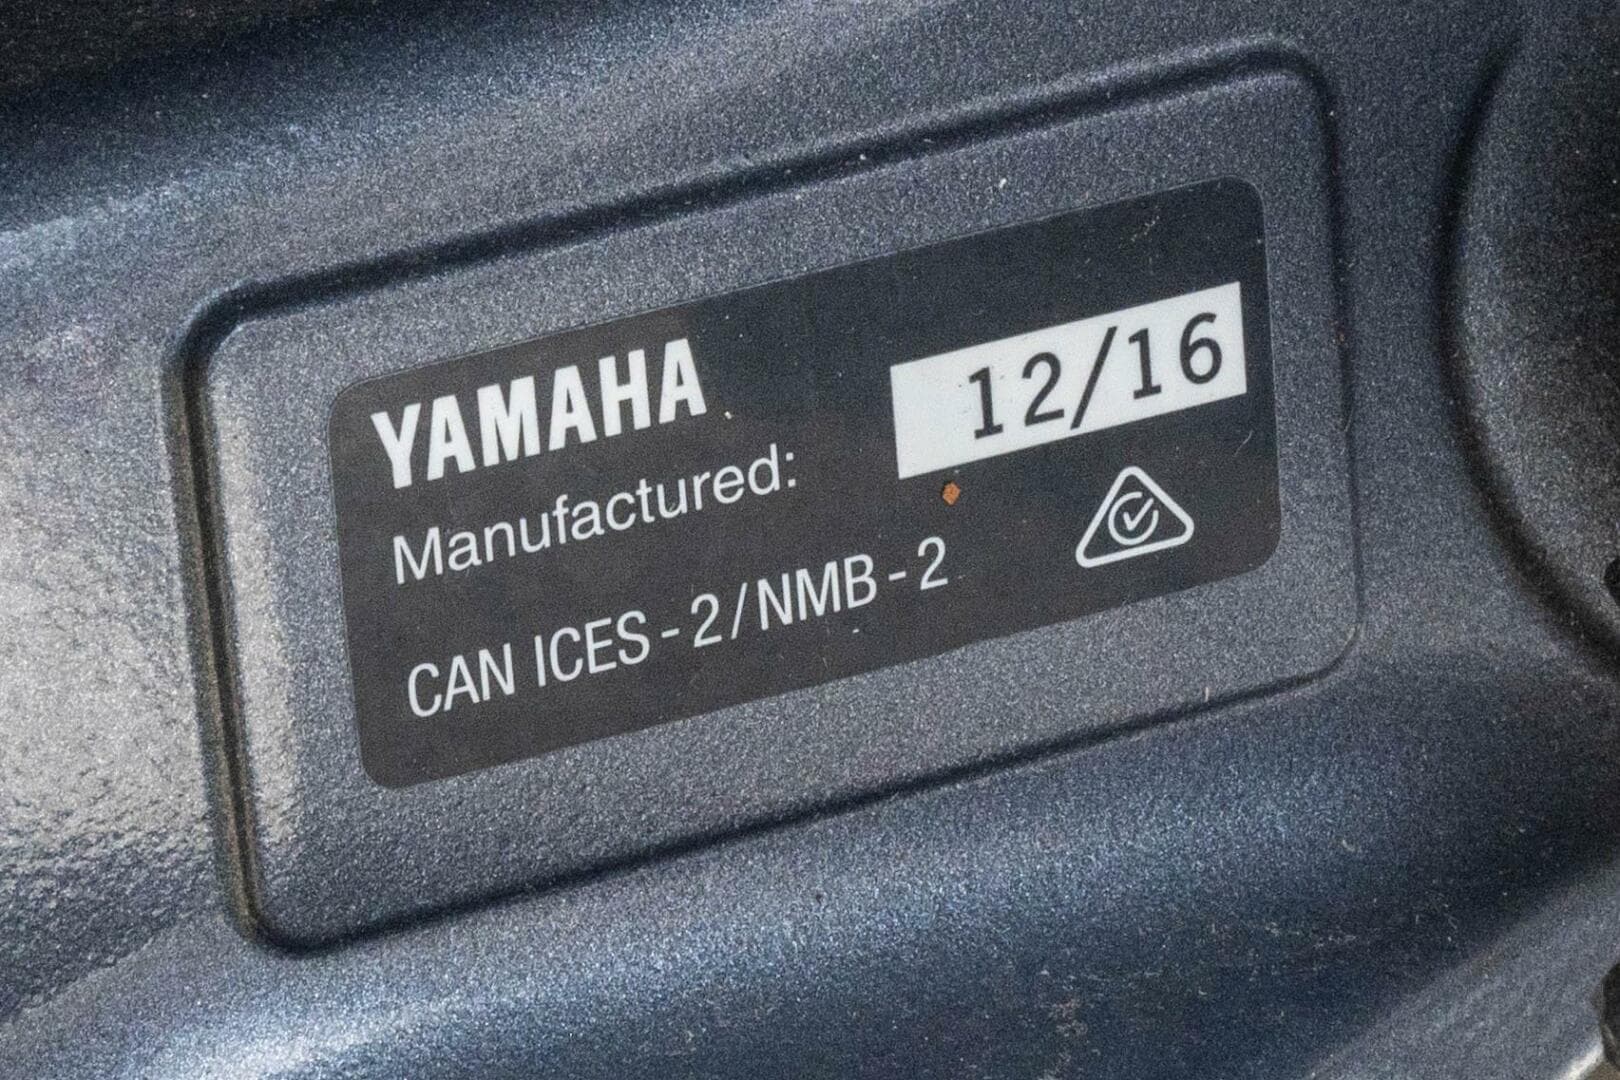 YAMAHA
Manufactured: 12/16
CAN ICES - 2 / NMB - 2